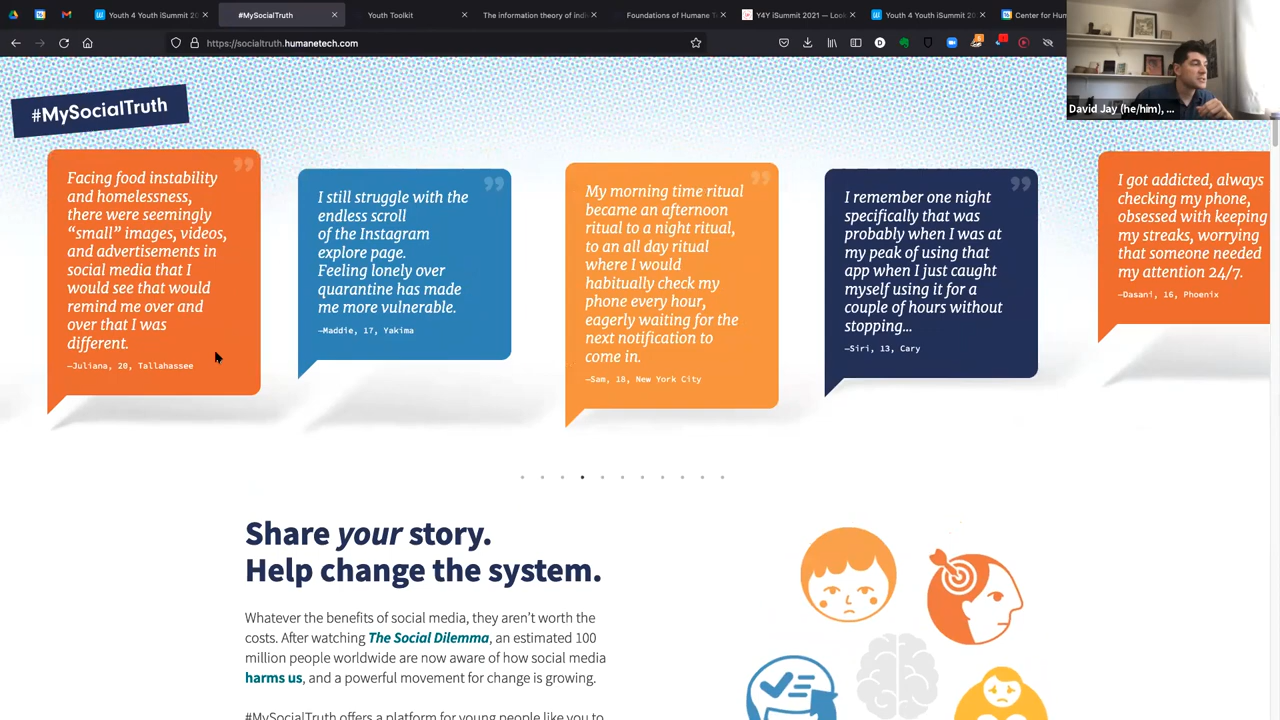 Youth 4 Youth iSummit 20
#MySocialTruth
Youth Toolkit
The information theory of indi
Foundations of Humane T
Y4Y iSummit 2021 — Look
Youth 4 Youth iSummit 20
Center for Hum
https://socialtruth.humanetech.com
David Jay (he/him), ...
#MySocialTruth
Facing food instability
and homelessness,
there were seemingly
“small” images, videos,
and advertisements in
social media that I
would see that would
remind me over and
over that I was
different.
—Juliana, 20, Tallahassee
I still struggle with the
endless scroll
of the Instagram
explore page.
Feeling lonely over
quarantine has made
me more vulnerable.
—Maddie, 17, Yakima
My morning time ritual
became an afternoon
ritual to a night ritual,
to an all day ritual
where I would
habitually check my
phone every hour,
eagerly waiting for the
next notification to
come in.
—Sam, 18, New York City
I remember one night
specifically that was
probably when I was at
my peak of using that
app when I just caught
myself using it for a
couple of hours without
stopping...
—Siri, 13, Cary
I got addicted, always
checking my phone,
obsessed with keeping
my streaks, worrying
that someone needed
my attention 24/7.
—Dasani, 16, Phoenix
Share your story.
Help change the system.
Whatever the benefits of social media, they aren’t worth the
costs. After watching The Social Dilemma, an estimated 100
million people worldwide are now aware of how social media
harms us, and a powerful movement for change is growing.
#MySocialTruth offers a platform for young people like you to